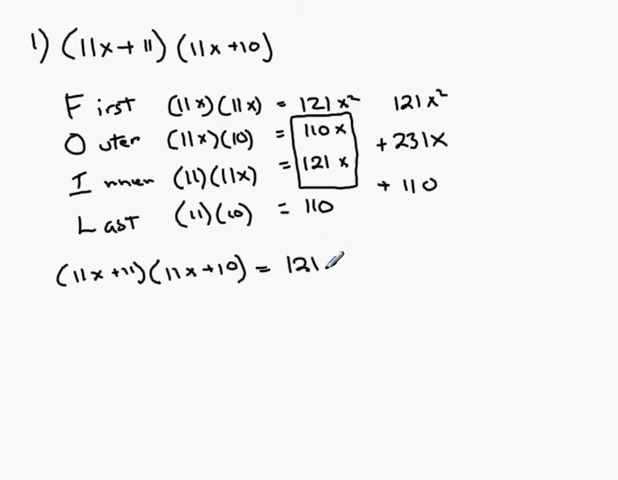 1) (11x + 11) (11x +10)
First (11x)(11x) = 121x² 121x²
Outer (11x)(10) = 110x + 231x
Inner (11)(11x) = 121x + 110
Last (11)(10) = 110
(11x +11)(11x +10) = 121